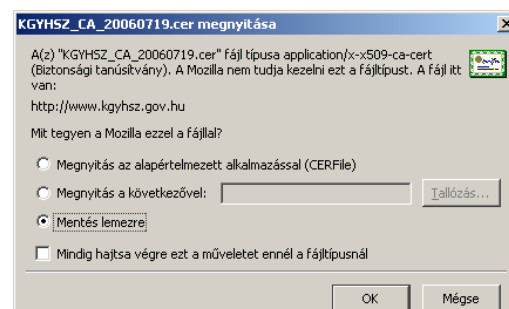 KGYHSZ_CA_20060719.cer megnyitása
A(z) "KGYHSZ_CA_20060719.cer" fájl típusa application/x-x509-ca-cert
(Biztonsági tanúsítvány). A Mozilla nem tudja kezelni ezt a fájltípust. A fájl itt
van:
http://www.kgyhsz.gov.hu
Mit tegyen a Mozilla ezzel a fájllal?
Megnyitás az alapértelmezett alkalmazással (CERFile)
Megnyitás a következővel: Tallózás...
Mentés lemezre
Mindig hajtsa végre ezt a műveletet ennél a fájltípusnál
OK Mégse